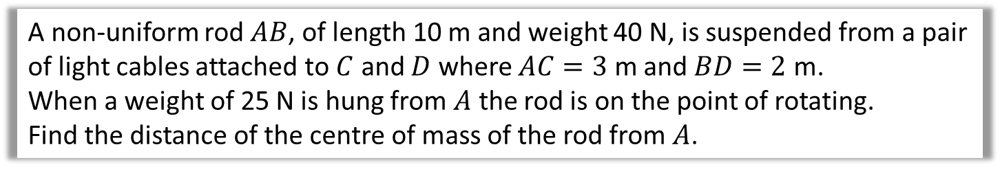 A non-uniform rod AB, of length 10 m and weight 40 N, is suspended from a pair
of light cables attached to C and D where AC = 3 m and BD = 2 m.
When a weight of 25 N is hung from A the rod is on the point of rotating.
Find the distance of the centre of mass of the rod from A.